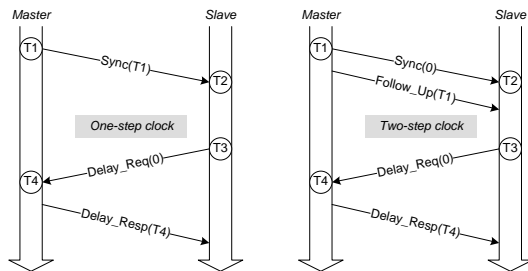 Master Slave
T1
Sync(T1)
T2
One-step clock
T3
Delay_Req(0)
T4
Delay_Resp(T4)
Master Slave
T1
Sync(0)
T2
Follow_Up(T1)
Two-step clock
T3
Delay_Req(0)
T4
Delay_Resp(T4)